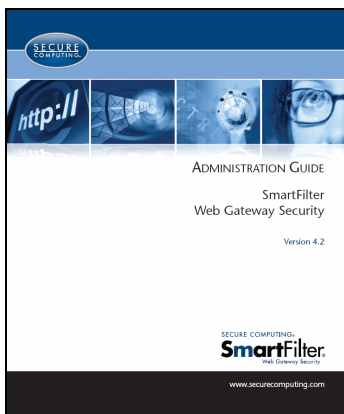 SECURE
COMPUTING®
http://
ADMINISTRATION GUIDE
SmartFilter
Web Gateway Security
Version 4.2
SECURE COMPUTING®
SmartFilter®
Web Gateway Security
www.securecomputing.com